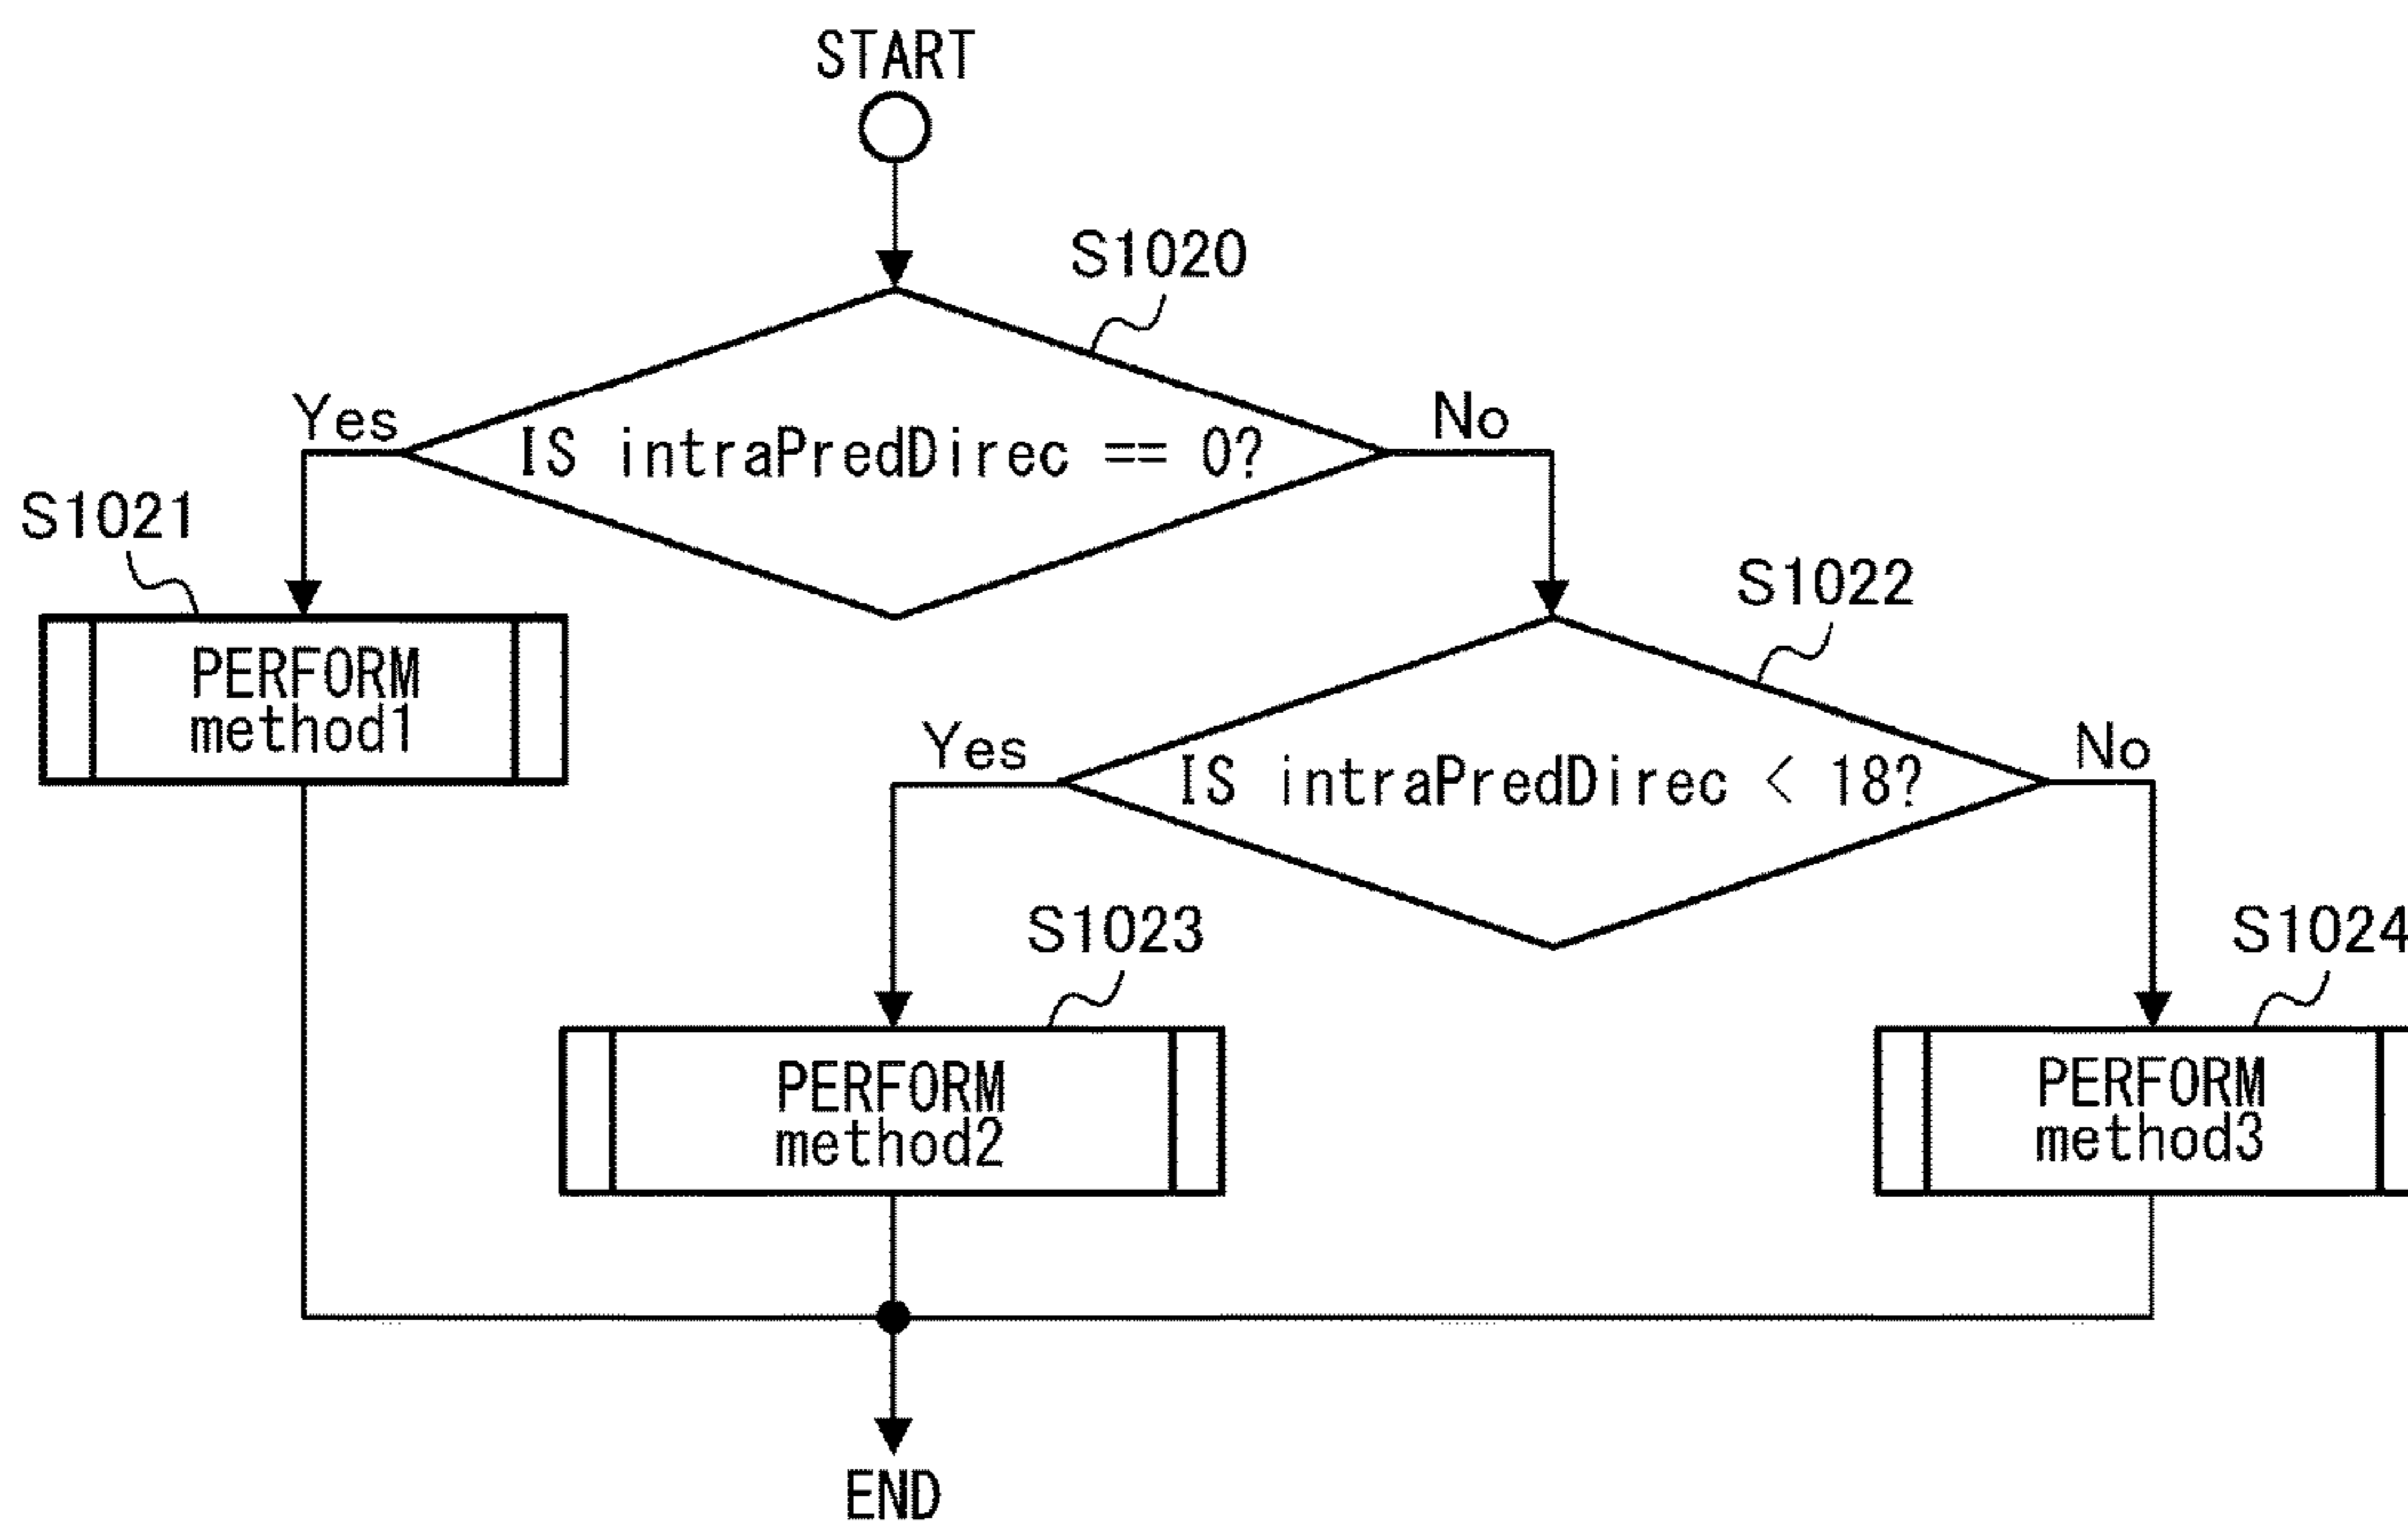 START
S1020
Yes
IS intraPredDirec == 0?
No
S1021
PERFORM
method1
S1022
Yes
IS intraPredDirec < 18?
No
S1023
PERFORM
method2
S1024
PERFORM
method3
END